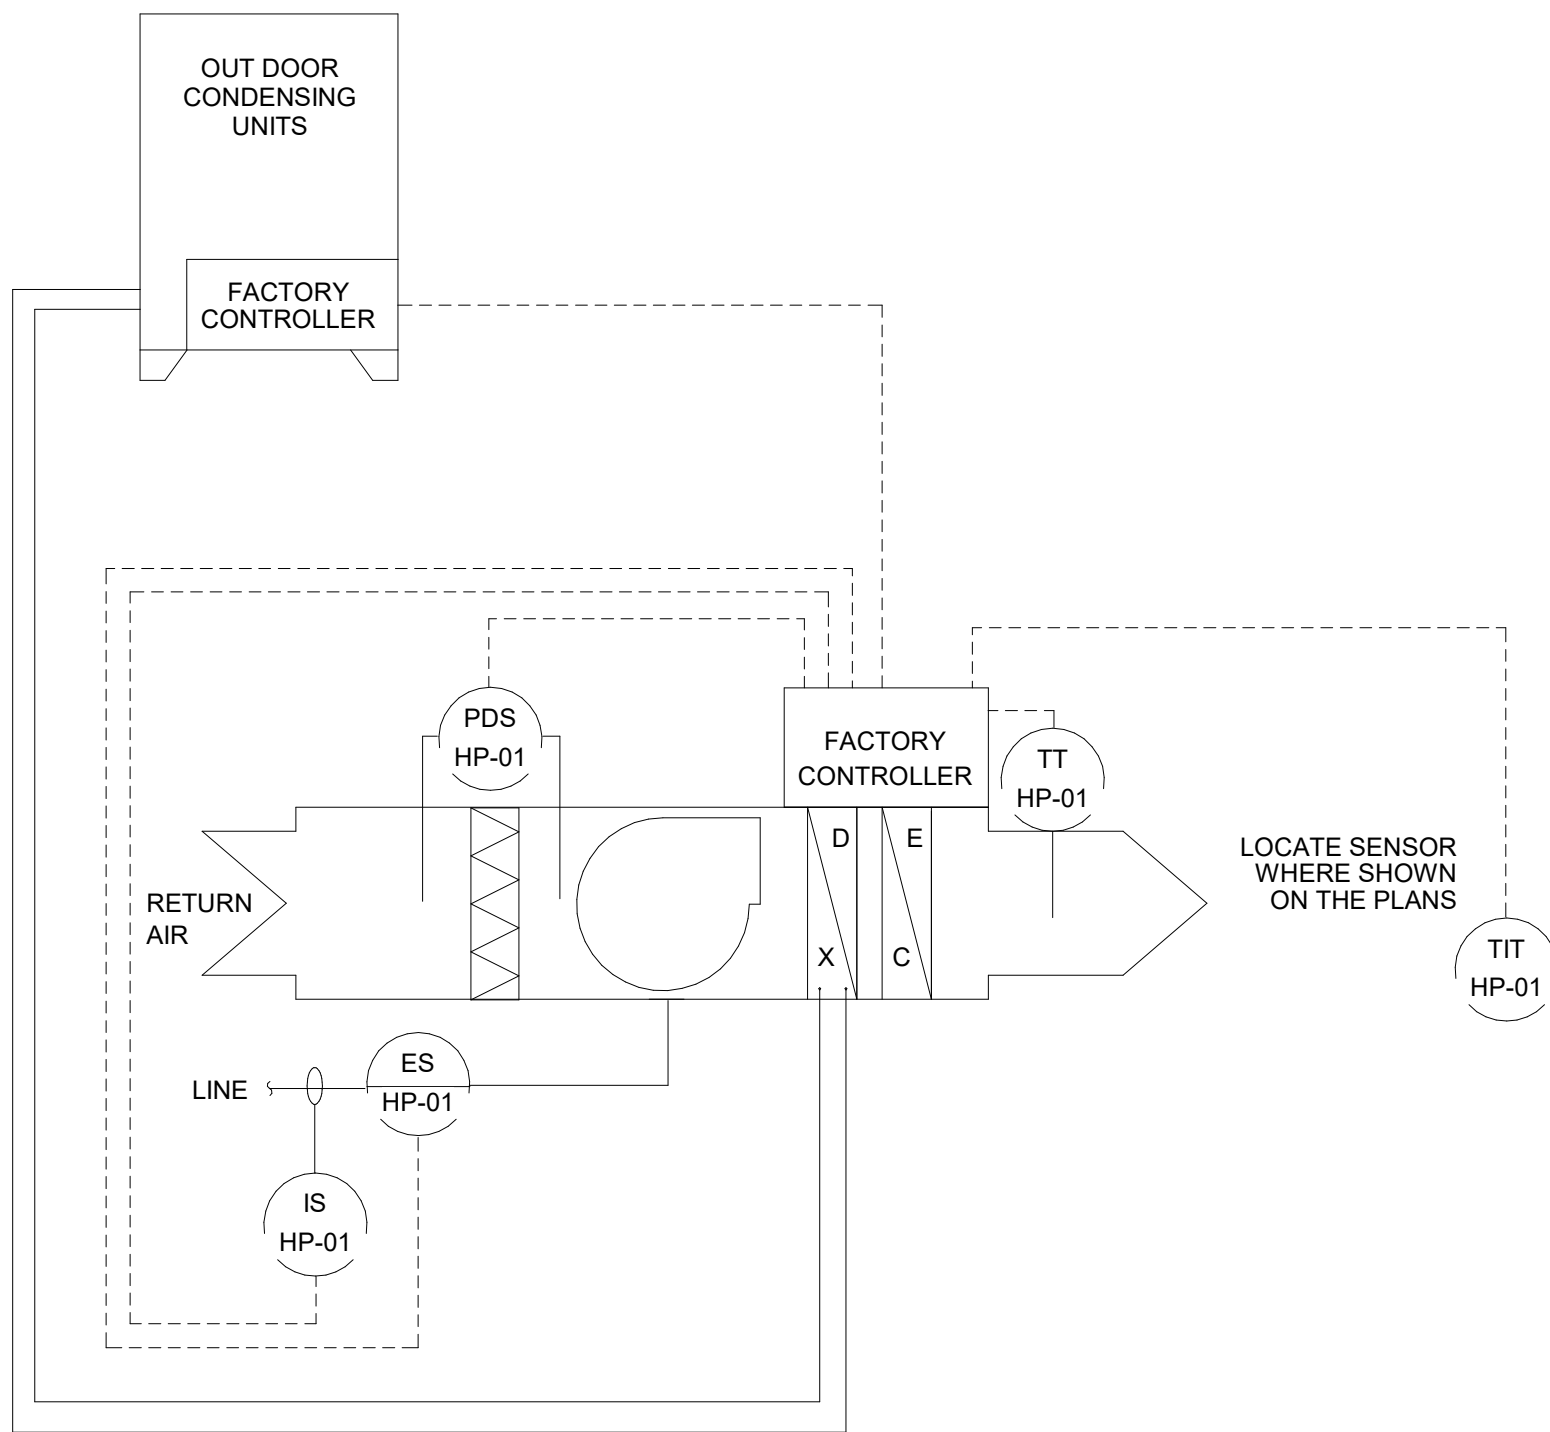 OUT DOOR
CONDENSING
UNITS
FACTORY
CONTROLLER
PDS
HP-01
FACTORY
CONTROLLER
TT
HP-01
D
X
E
C
RETURN
AIR
LOCATE SENSOR
WHERE SHOWN
ON THE PLANS
TIT
HP-01
LINE
ES
HP-01
IS
HP-01